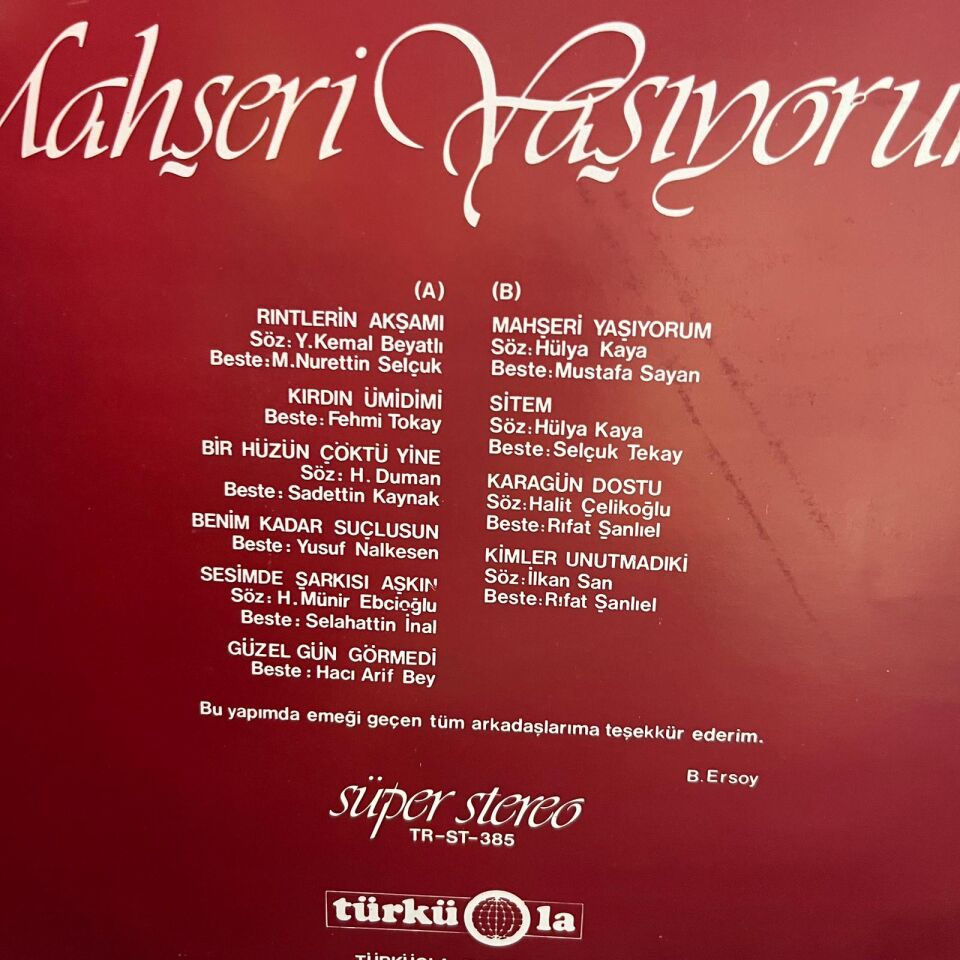 Mahşeri Yaşıyorum
(A)
RINTLERİN AKŞAMI
Söz: Y.Kemal Beyatlı
Beste: M.Nurettin Selçuk
KIRDIN ÜMİDİMİ
Beste: Fehmi Tokay
BİR HÜZÜN ÇÖKTÜ YİNE
Söz: H. Duman
Beste: Sadettin Kaynak
BENİM KADAR SUÇLUSUN
Beste: Yusuf Nalkesen
SESİMDE ŞARKISI AŞKIN
Söz: H.Münir Ebcioğlu
Beste: Selahattin İnal
GÜZEL GÜN GÖRMEDİ
Beste: Hacı Arif Bey
(B)
MAHŞERİ YAŞIYORUM
Söz: Hülya Kaya
Beste: Mustafa Sayan
SİTEM
Söz: Hülya Kaya
Beste: Selçuk Tekay
KARAGÜN DOSTU
Söz: Halit Çelikoğlu
Beste: Rıfat Şanlıel
KİMLER UNUTMADIKİ
Söz: İlkan San
Beste: Rıfat Şanlıel
Bu yapımda emeği geçen tüm arkadaşlarıma teşekkür ederim.
B.Ersoy
süper stereo
TR-ST-385
türküola